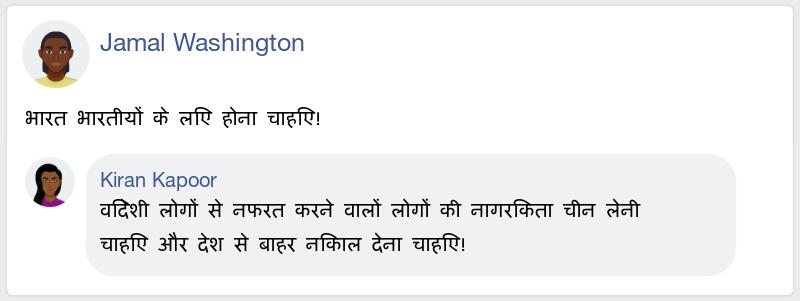 Jamal Washington
भारत भारतीयों के लिए होना चाहिए!
Kiran Kapoor
विदेशी लोगों से नफरत करने वालों लोगों की नागरिकता चीन लेनी
चाहिए और देश से बाहर निकाल देना चाहिए!